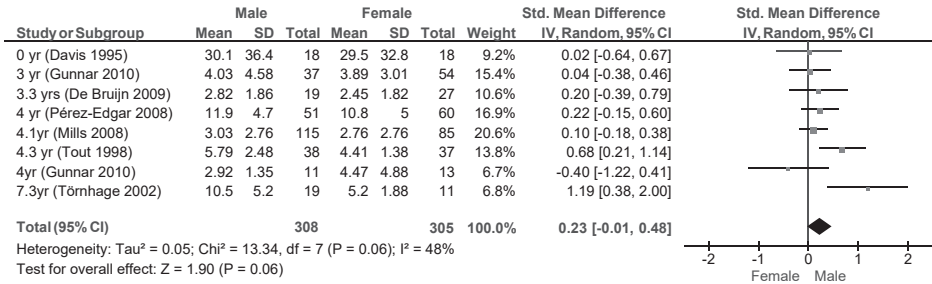 Male Female Std. Mean Difference Std. Mean Difference
Study or Subgroup Mean SD Total Mean SD Total Weight IV, Random, 95% CI IV, Random, 95% CI
0 yr (Davis 1995) 30.1 36.4 18 29.5 32.8 18 9.2% 0.02 [-0.64, 0.67]
3 yr (Gunnar 2010) 4.03 4.58 37 3.89 3.01 54 15.4% 0.04 [-0.38, 0.46]
3.3 yrs (De Bruijn 2009) 2.82 1.86 19 2.45 1.82 27 10.6% 0.20 [-0.39, 0.79]
4 yr (Pérez-Edgar 2008) 11.9 4.7 51 10.8 5 60 16.9% 0.22 [-0.15, 0.60]
4.1yr (Mills 2008) 3.03 2.76 115 2.76 2.76 85 20.6% 0.10 [-0.18, 0.38]
4.3 yr (Tout 1998) 5.79 2.48 38 4.41 1.38 37 13.8% 0.68 [0.21, 1.14]
4yr (Gunnar 2010) 2.92 1.35 11 4.47 4.88 13 6.7% -0.40 [-1.22, 0.41]
7.3yr (Törnhage 2002) 10.5 5.2 19 5.2 1.88 11 6.8% 1.19 [0.38, 2.00]
Total (95% CI) 308 305 100.0% 0.23 [-0.01, 0.48]
Heterogeneity: Tau² = 0.05; Chi² = 13.34, df = 7 (P = 0.06); I² = 48%
Test for overall effect: Z = 1.90 (P = 0.06)
-2 -1 0 1 2
Female Male